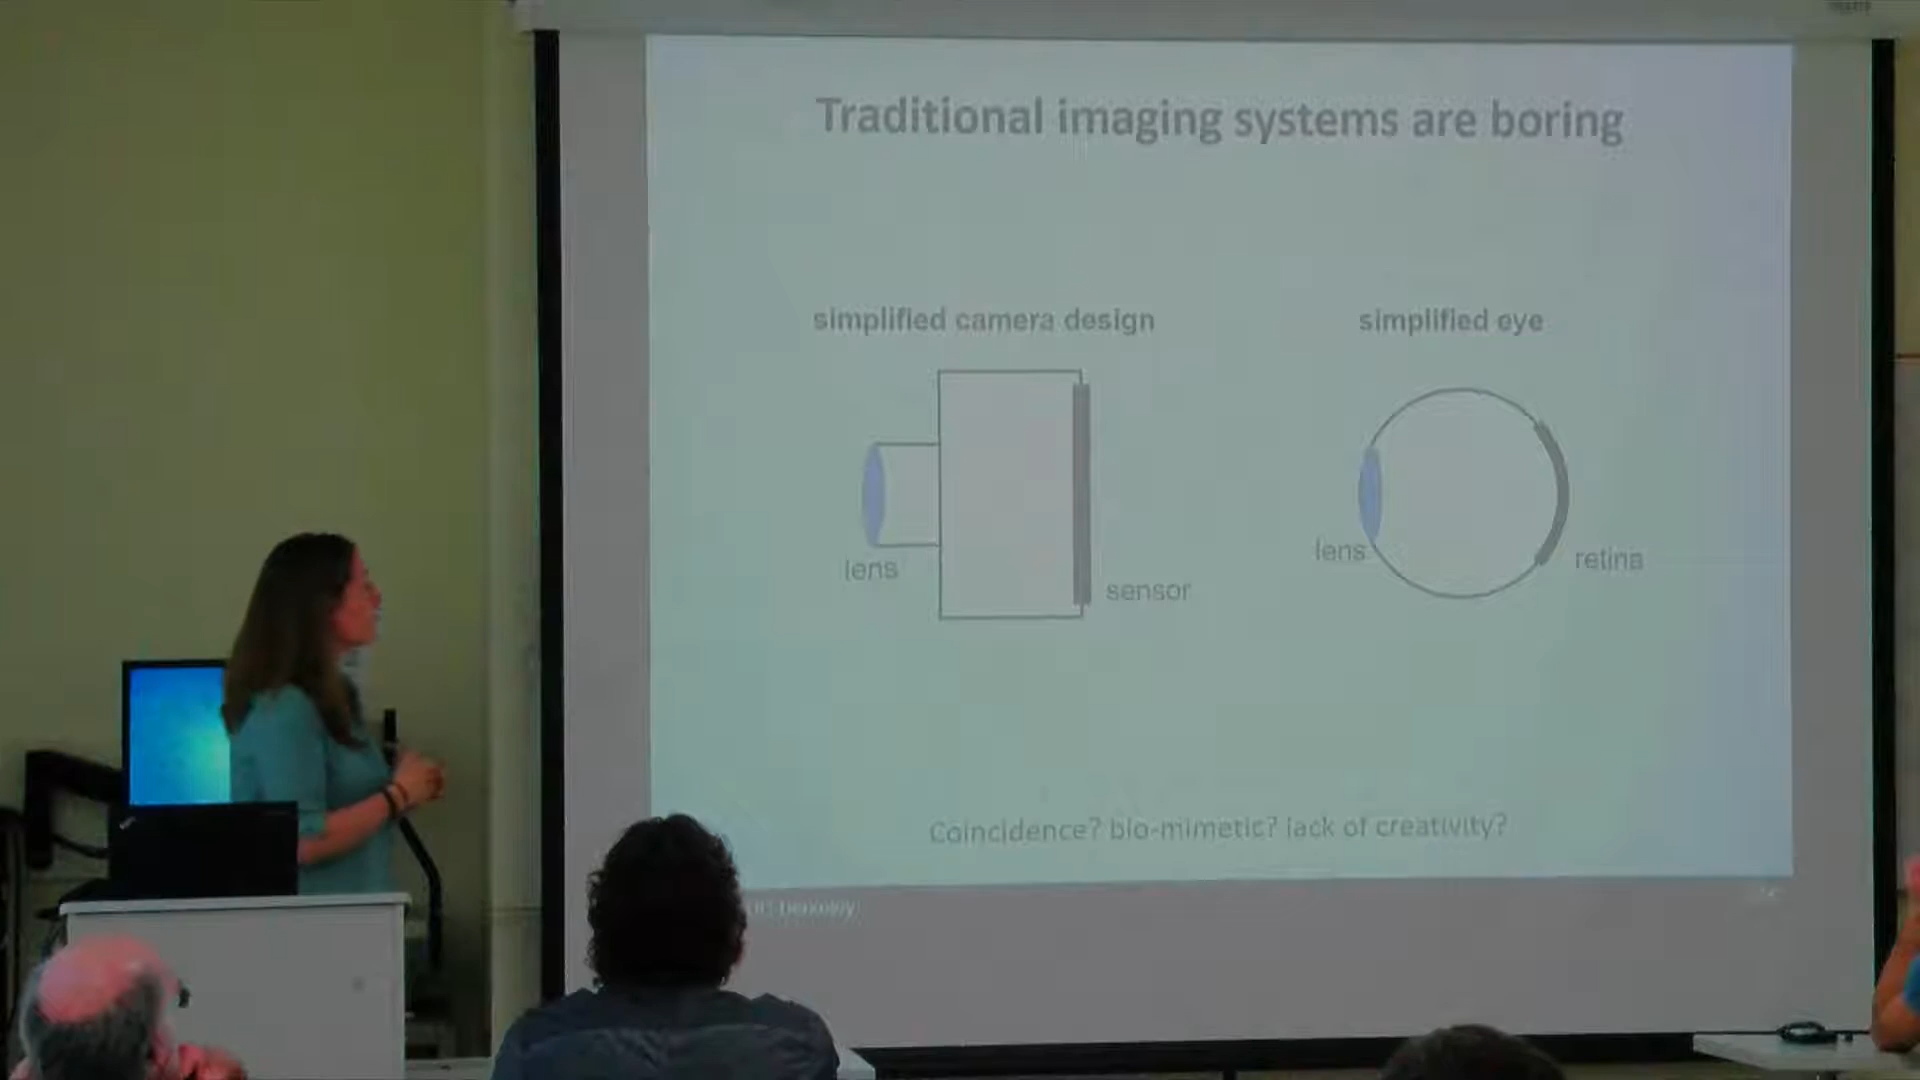 Traditional imaging systems are boring
simplified camera design
simplified eye
lens
sensor
lens
retina
Coincidence? bio-mimetic? lack of creativity?
Berkeley